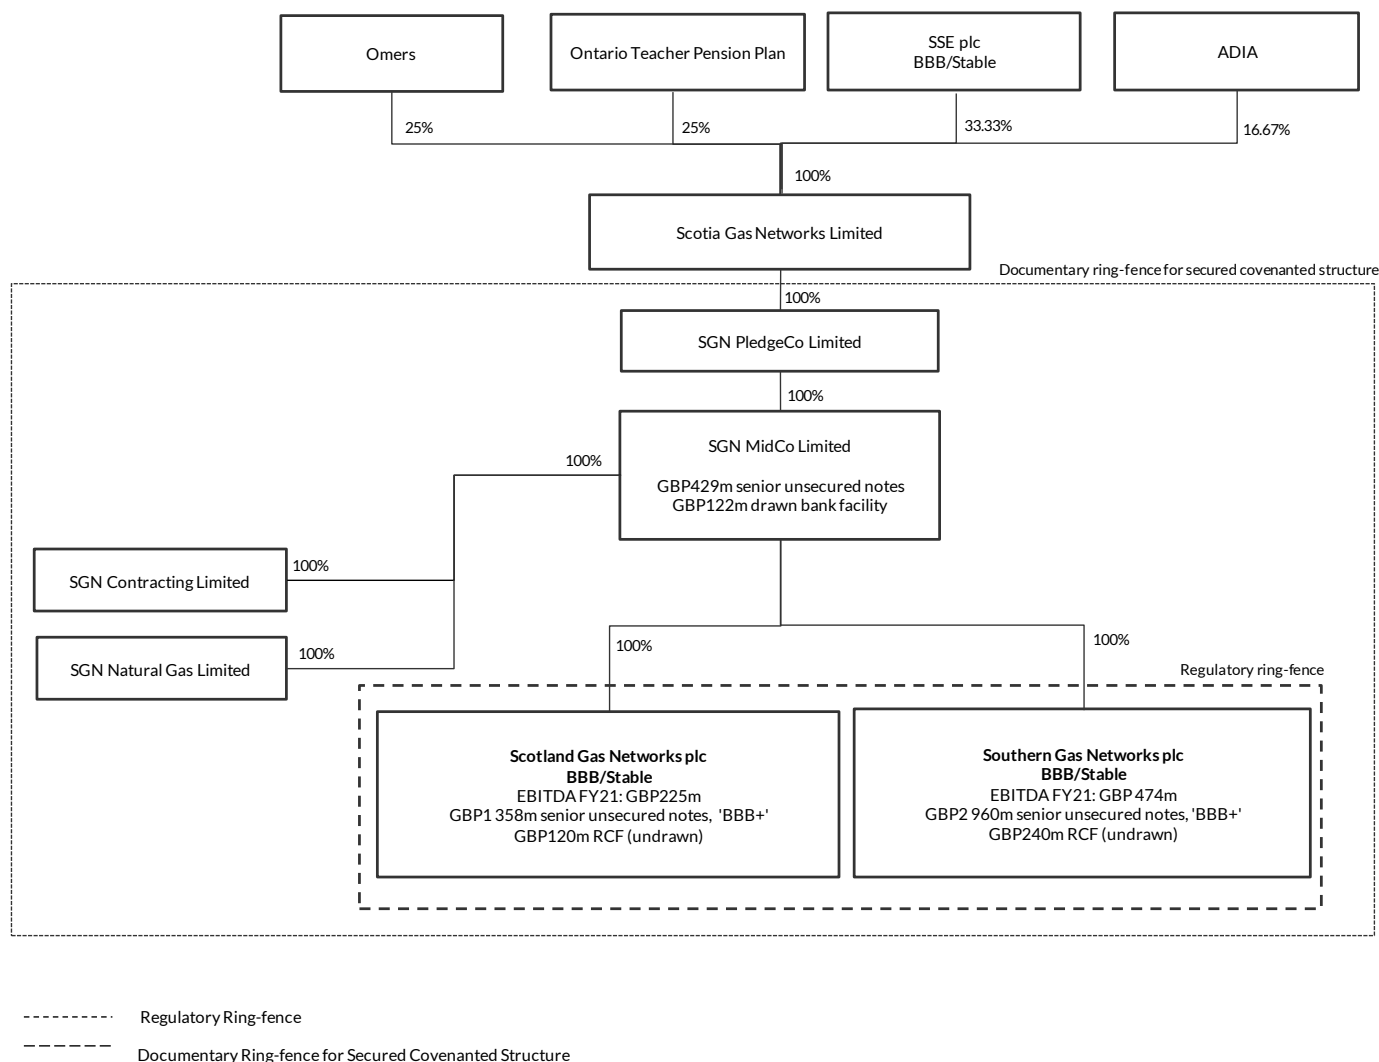 Omers
Ontario Teacher Pension Plan
SSE plc
BBB/Stable
ADIA
25%
25%
33.33%
16.67%
100%
Scotia Gas Networks Limited
Documentary ring-fence for secured covenanted structure
100%
SGN PledgeCo Limited
100%
SGN MidCo Limited
GBP429m senior unsecured notes
GBP122m drawn bank facility
100%
SGN Contracting Limited
100%
SGN Natural Gas Limited
100%
100%
100%
Regulatory ring-fence
Scotland Gas Networks plc
BBB/Stable
EBITDA FY21: GBP225m
GBP1 358m senior unsecured notes, 'BBB+'
GBP120m RCF (undrawn)
Southern Gas Networks plc
BBB/Stable
EBITDA FY21: GBP 474m
GBP2 960m senior unsecured notes, 'BBB+'
GBP240m RCF (undrawn)
Regulatory Ring-fence
Documentary Ring-fence for Secured Covenanted Structure